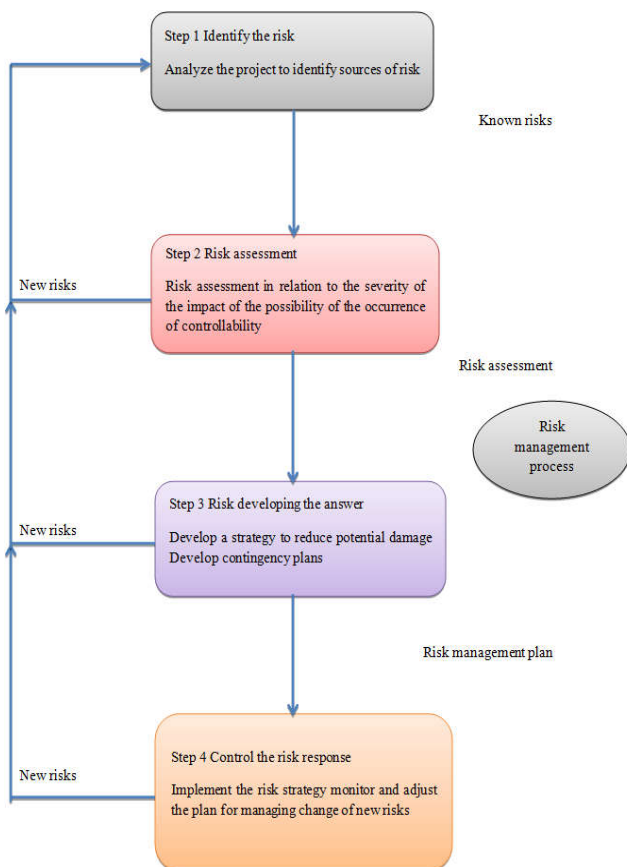 Step 1 Identify the risk
Analyze the project to identify sources of risk
Known risks
Step 2 Risk assessment
Risk assessment in relation to the severity of
the impact of the possibility of the occurrence
of controllability
New risks
Risk assessment
Risk
management
process
Step 3 Risk developing the answer
Develop a strategy to reduce potential damage
Develop contingency plans
New risks
Risk management plan
Step 4 Control the risk response
Implement the risk strategy monitor and adjust
the plan for managing change of new risks
New risks